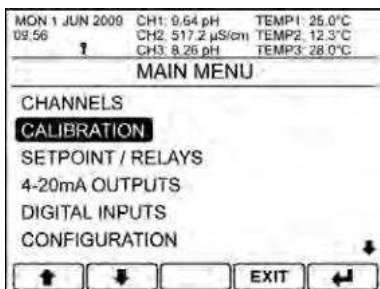 MON 1 JUN 2009 CH1: 9.64 pH TEMP1: 25.0°C
09:56 CH2: 517.2 µS/cm TEMP2: 12.3°C
CH3: 8.26 pH TEMP3: 28.0°C
MAIN MENU
CHANNELS
CALIBRATION
SETPOINT / RELAYS
4-20mA OUTPUTS
DIGITAL INPUTS
CONFIGURATION
EXIT